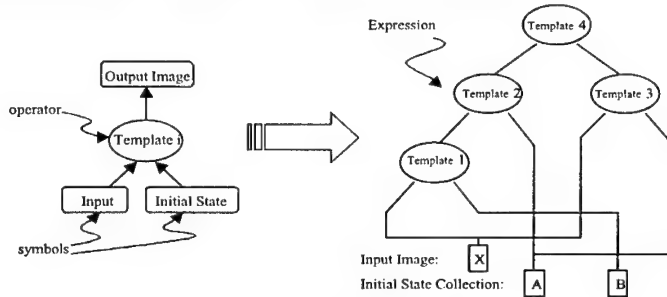 Template 4
Expression
Output Image
Template 2
Template 3
operator
Template i
Template 1
Input
Initial State
symbols
Input Image:
X
Initial State Collection:
A
B